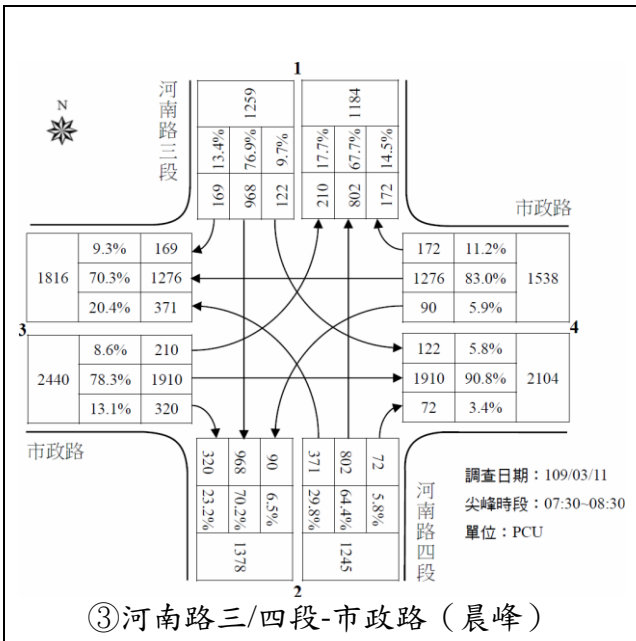 1
河南路三段
N
1259
1184
13.4% 76.9% 9.7%
17.7% 67.7% 14.5%
169 968 122
210 802 172
市政路
9.3% 169
1816 70.3% 1276
20.4% 371
172 11.2%
1276 83.0% 1538
90 5.9%
3
4
8.6% 210
2440 78.3% 1910
13.1% 320
122 5.8%
1910 90.8% 2104
72 3.4%
市政路
320 968 90
371 802 72
23.2% 70.2% 6.5%
29.8% 64.4% 5.8%
1378
1245
河南路四段
調查日期：109/03/11
尖峰時段：07:30~08:30
單位：PCU
2
③河南路三/四段-市政路（晨峰）